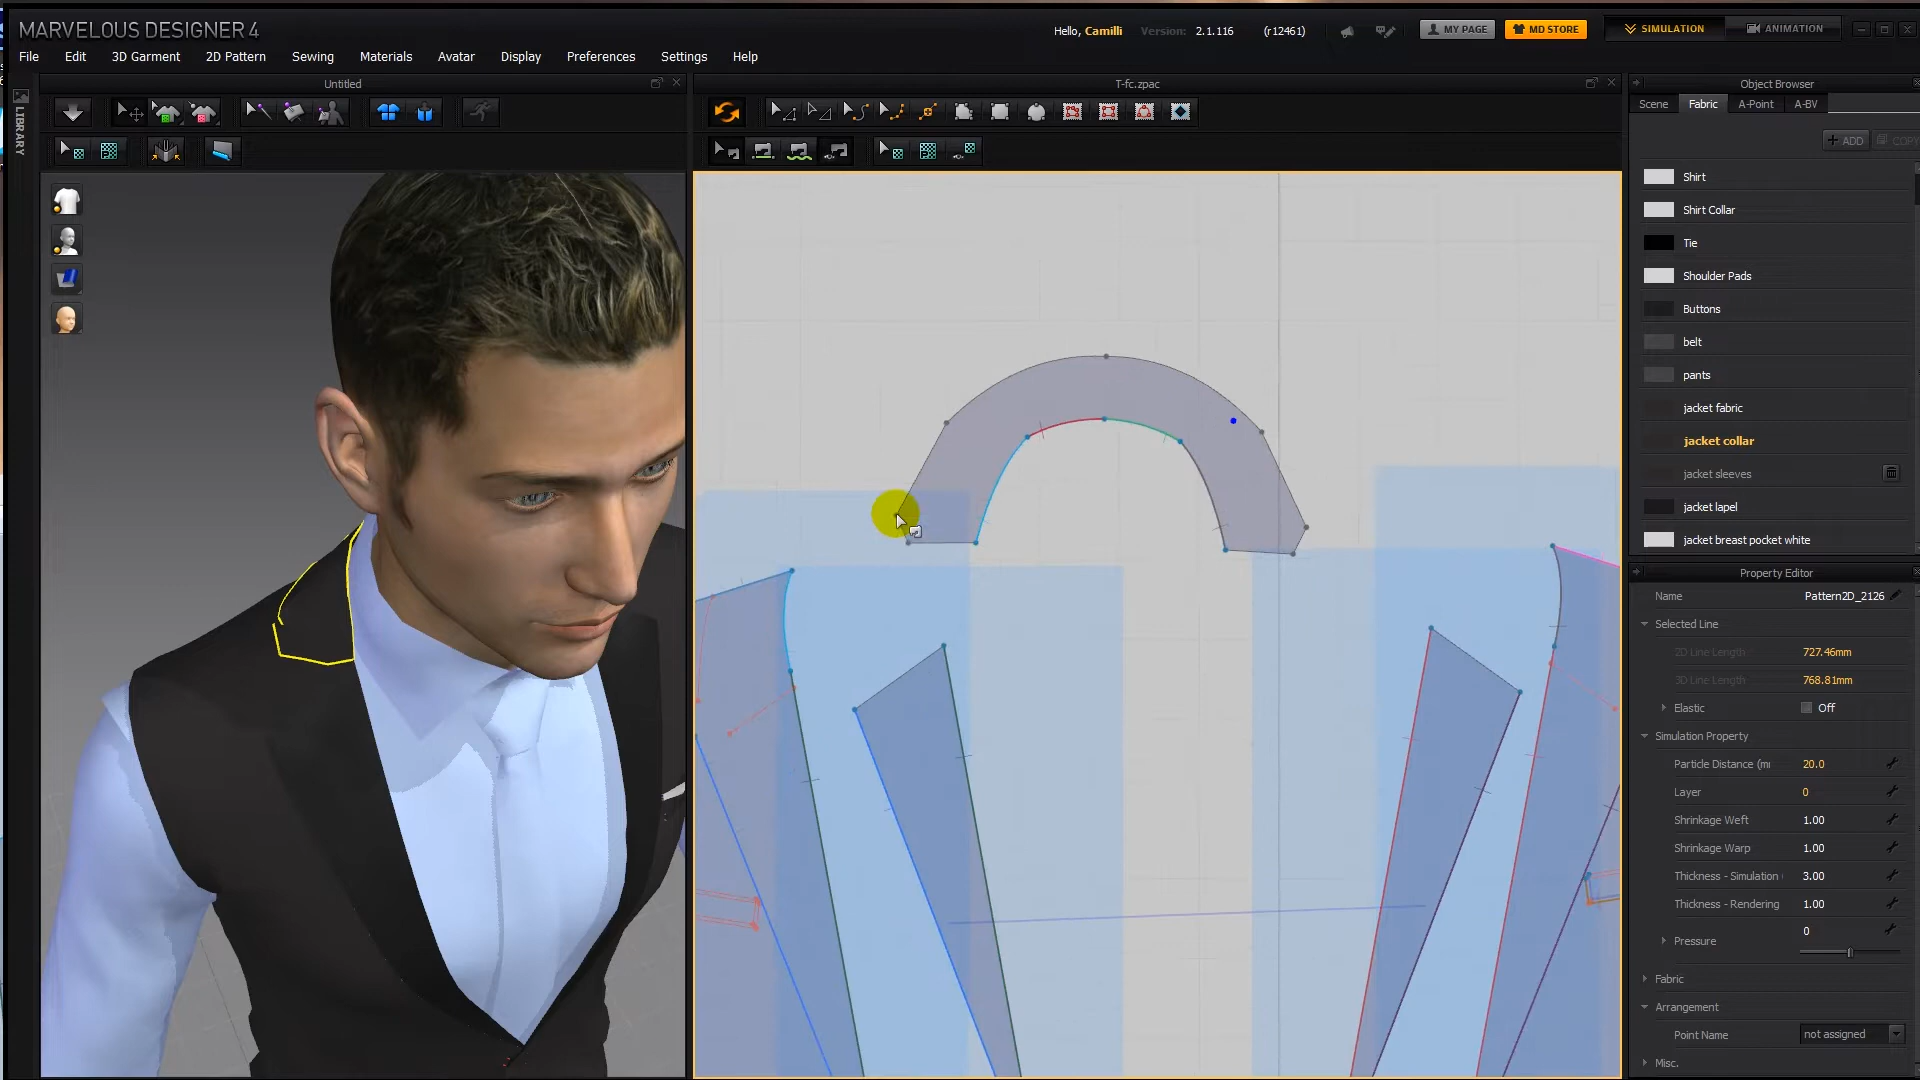 MARVELOUS DESIGNER 4
Hello, Camilli
Version: 2.1.116 (r12461)
MY PAGE
MD STORE
SIMULATION
ANIMATION
File Edit 3D Garment 2D Pattern Sewing Materials Avatar Display Preferences Settings Help
LIBRARY
Untitled
T-fc.zpac
Object Browser
Scene Fabric A-Point A-BV
+ ADD
COPY
Shirt
Shirt Collar
Tie
Shoulder Pads
Buttons
belt
pants
jacket fabric
jacket collar
jacket sleeves
jacket lapel
jacket breast pocket white
Property Editor
Name Pattern2D_2126
Selected Line
2D Line Length 727.46mm
3D Line Length 768.81mm
Elastic Off
Simulation Property
Particle Distance (m 20.0
Layer 0
Shrinkage Weft 1.00
Shrinkage Warp 1.00
Thickness - Simulation 3.00
Thickness - Rendering 1.00
Pressure 0
Fabric
Arrangement
Point Name not assigned
Misc.